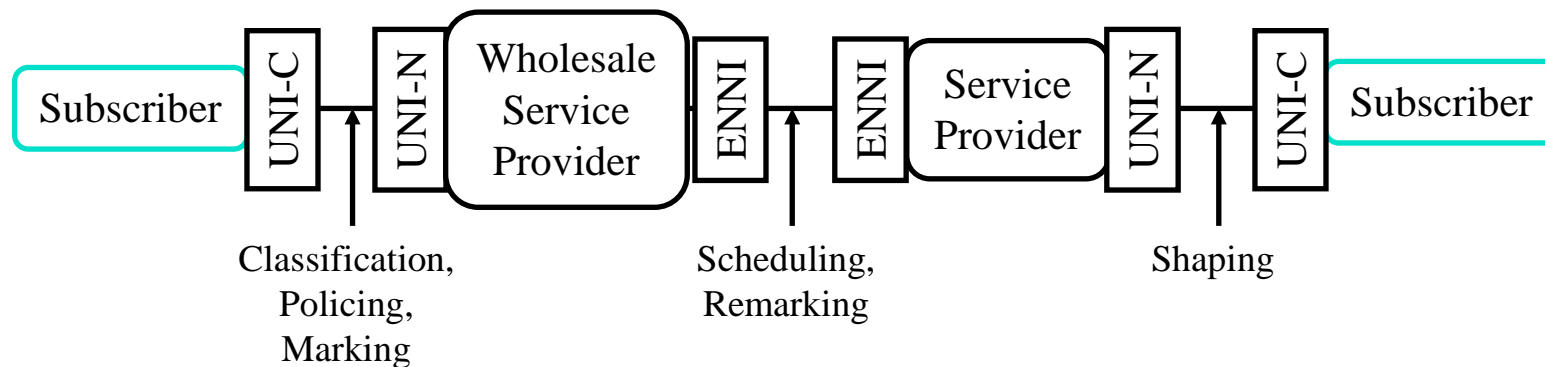 Subscriber
UNI-C
UNI-N
Wholesale
Service
Provider
ENNI
ENNI
Service
Provider
UNI-N
UNI-C
Subscriber
Classification,
Policing,
Marking
Scheduling,
Remarking
Shaping